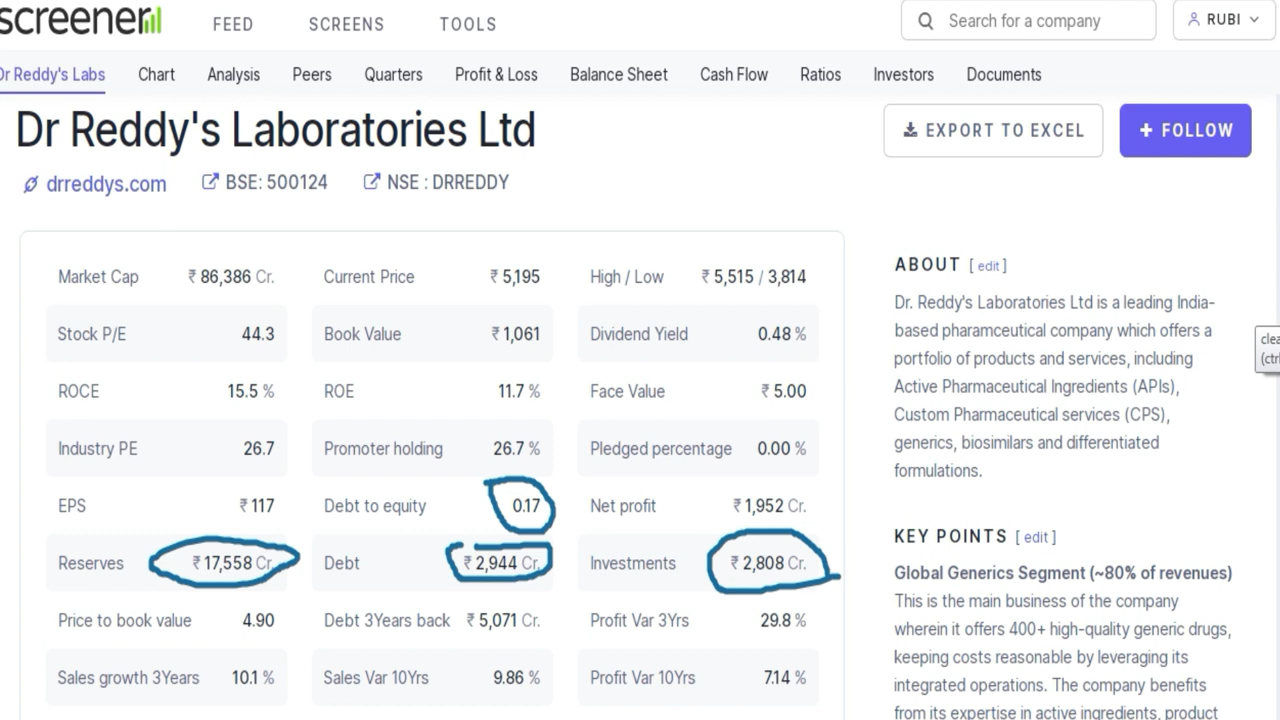 screener
FEED SCREENS TOOLS
Search for a company
RUBI
Dr Reddy's Labs Chart Analysis Peers Quarters Profit & Loss Balance Sheet Cash Flow Ratios Investors Documents
Dr Reddy's Laboratories Ltd
EXPORT TO EXCEL
+ FOLLOW
drreddys.com BSE: 500124 NSE : DRREDDY
Market Cap ₹ 86,386 Cr. Current Price ₹ 5,195 High / Low ₹ 5,515 / 3,814
Stock P/E 44.3 Book Value ₹ 1,061 Dividend Yield 0.48 %
ROCE 15.5 % ROE 11.7 % Face Value ₹ 5.00
Industry PE 26.7 Promoter holding 26.7 % Pledged percentage 0.00 %
EPS ₹ 117 Debt to equity 0.17 Net profit ₹ 1,952 Cr.
Reserves ₹ 17,558 Cr. Debt ₹ 2,944 Cr. Investments ₹ 2,808 Cr.
Price to book value 4.90 Debt 3Years back ₹ 5,071 Cr. Profit Var 3Yrs 29.8 %
Sales growth 3Years 10.1 % Sales Var 10Yrs 9.86 % Profit Var 10Yrs 7.14 %
ABOUT [ edit ]
Dr. Reddy's Laboratories Ltd is a leading India-
based pharamceutical company which offers a
portfolio of products and services, including
Active Pharmaceutical Ingredients (APIs),
Custom Pharmaceutical services (CPS),
generics, biosimilars and differentiated
formulations.
KEY POINTS [ edit ]
Global Generics Segment (~80% of revenues)
This is the main business of the company
wherein it offers 400+ high-quality generic drugs,
keeping costs reasonable by leveraging its
integrated operations. The company benefits
from its expertise in active ingredients, product